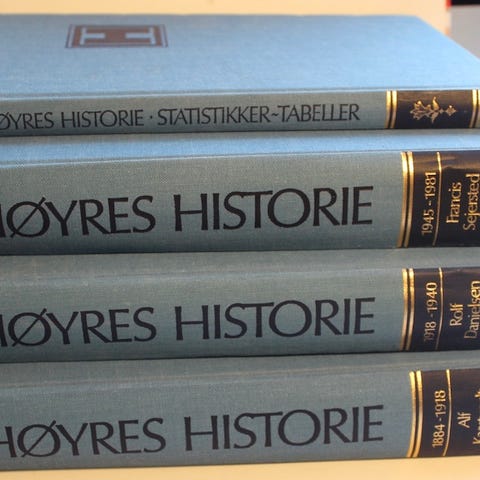 ØYRES HISTORIE · STATISTIKKER-TABELLER
HØYRES HISTORIE
1945-1981
Francis
Sejersted
HØYRES HISTORIE
1918-1940
Rolf
Danielsen
HØYRES HISTORIE
1884-1918
Alf